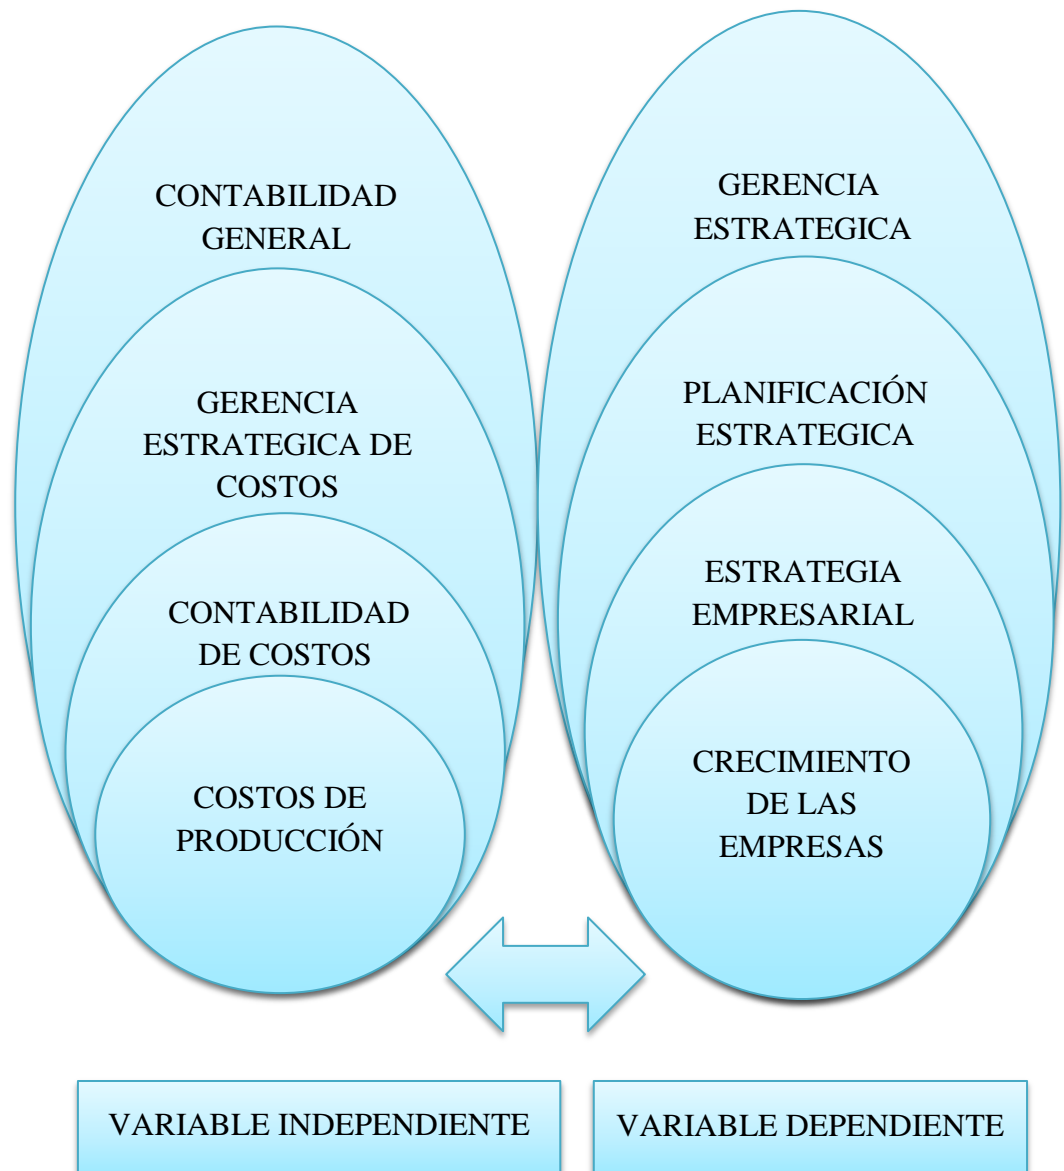 CONTABILIDAD
GENERAL
GERENCIA
ESTRATEGICA DE
COSTOS
CONTABILIDAD
DE COSTOS
COSTOS DE
PRODUCCIÓN
GERENCIA
ESTRATEGICA
PLANIFICACIÓN
ESTRATEGICA
ESTRATEGIA
EMPRESARIAL
CRECIMIENTO
DE LAS
EMPRESAS
VARIABLE INDEPENDIENTE
VARIABLE DEPENDIENTE